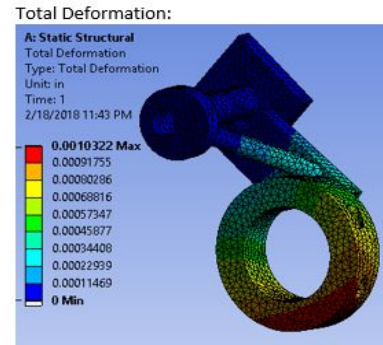 Total Deformation:
A: Static Structural
Total Deformation
Type: Total Deformation
Unit: in
Time: 1
2/18/2018 11:43 PM
0.0010322 Max
0.00091755
0.00080286
0.00068816
0.00057347
0.00045877
0.00034408
0.00022939
0.00011469
0 Min